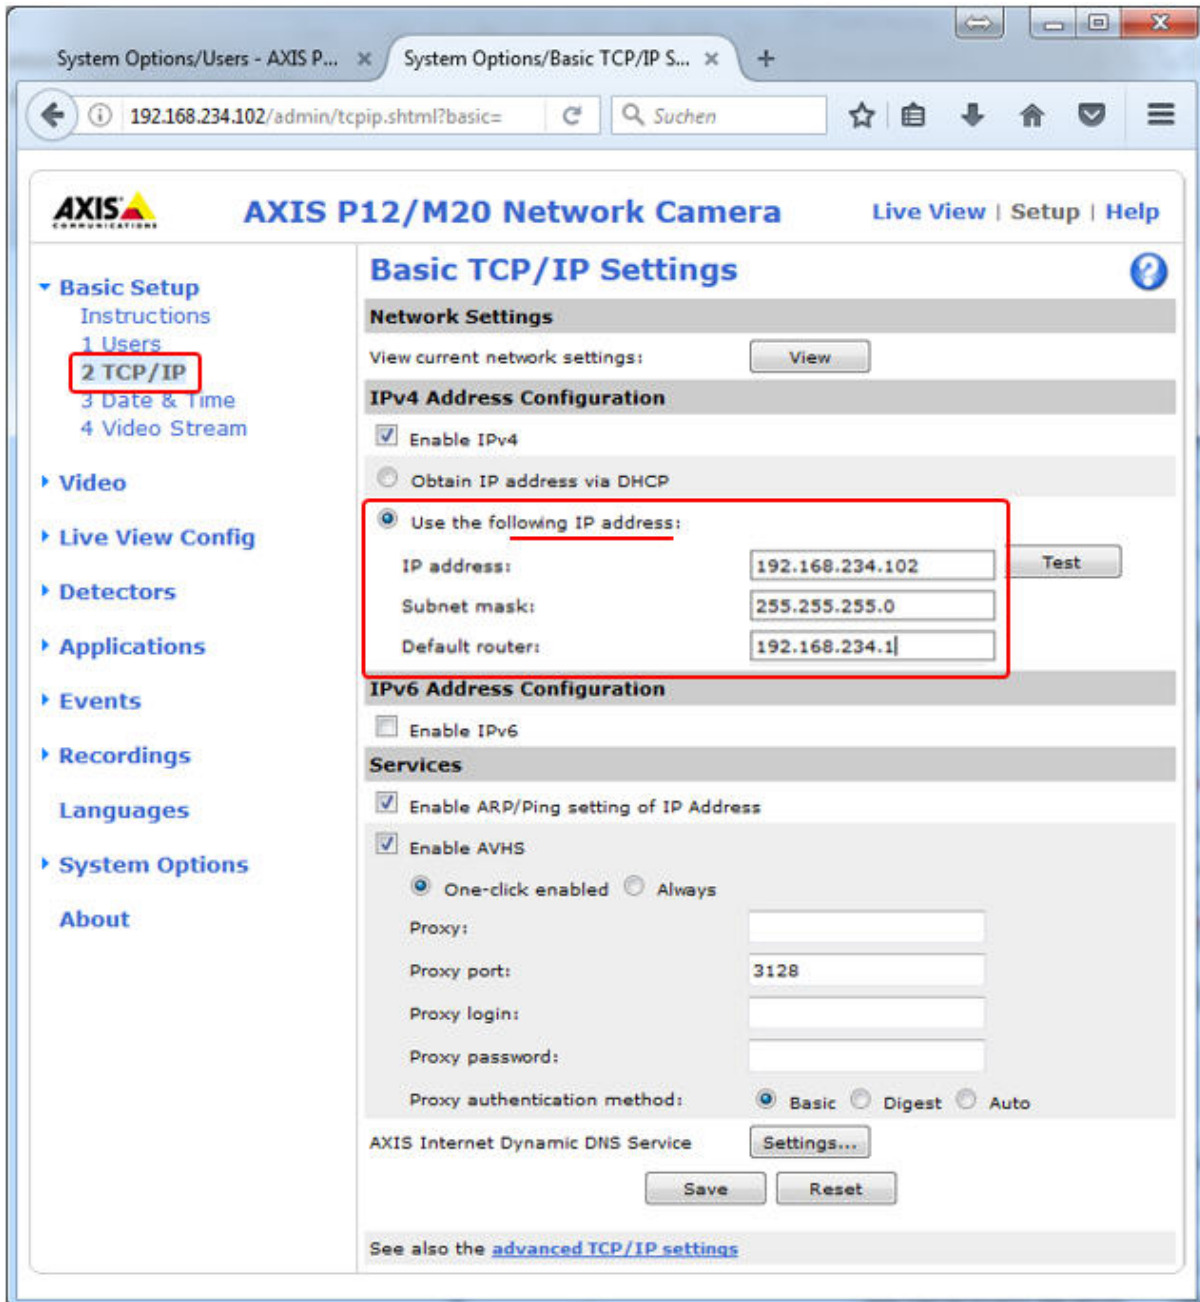 System Options/Users - AXIS P...
System Options/Basic TCP/IP S...
192.168.234.102/admin/tcpip.shtml?basic=
Suchen
AXIS
COMMUNICATIONS
AXIS P12/M20 Network Camera
Live View | Setup | Help
Basic Setup
Instructions
1 Users
2 TCP/IP
3 Date & Time
4 Video Stream
Video
Live View Config
Detectors
Applications
Events
Recordings
Languages
System Options
About
Basic TCP/IP Settings
Network Settings
View current network settings: View
IPv4 Address Configuration
Enable IPv4
Obtain IP address via DHCP
Use the following IP address:
IP address: 192.168.234.102 Test
Subnet mask: 255.255.255.0
Default router: 192.168.234.1
IPv6 Address Configuration
Enable IPv6
Services
Enable ARP/Ping setting of IP Address
Enable AVHS
One-click enabled Always
Proxy:
Proxy port: 3128
Proxy login:
Proxy password:
Proxy authentication method: Basic Digest Auto
AXIS Internet Dynamic DNS Service Settings...
Save Reset
See also the advanced TCP/IP settings